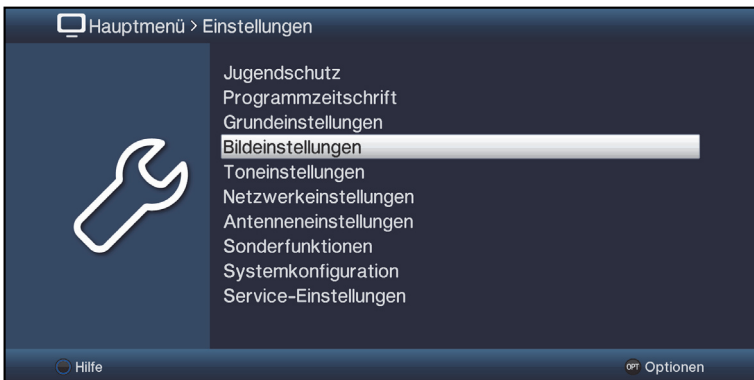 Hauptmenü > Einstellungen
Jugendschutz
Programmzeitschrift
Grundeinstellungen
Bildeinstellungen
Toneinstellungen
Netzwerkeinstellungen
Antenneneinstellungen
Sonderfunktionen
Systemkonfiguration
Service-Einstellungen
Hilfe
OPT Optionen